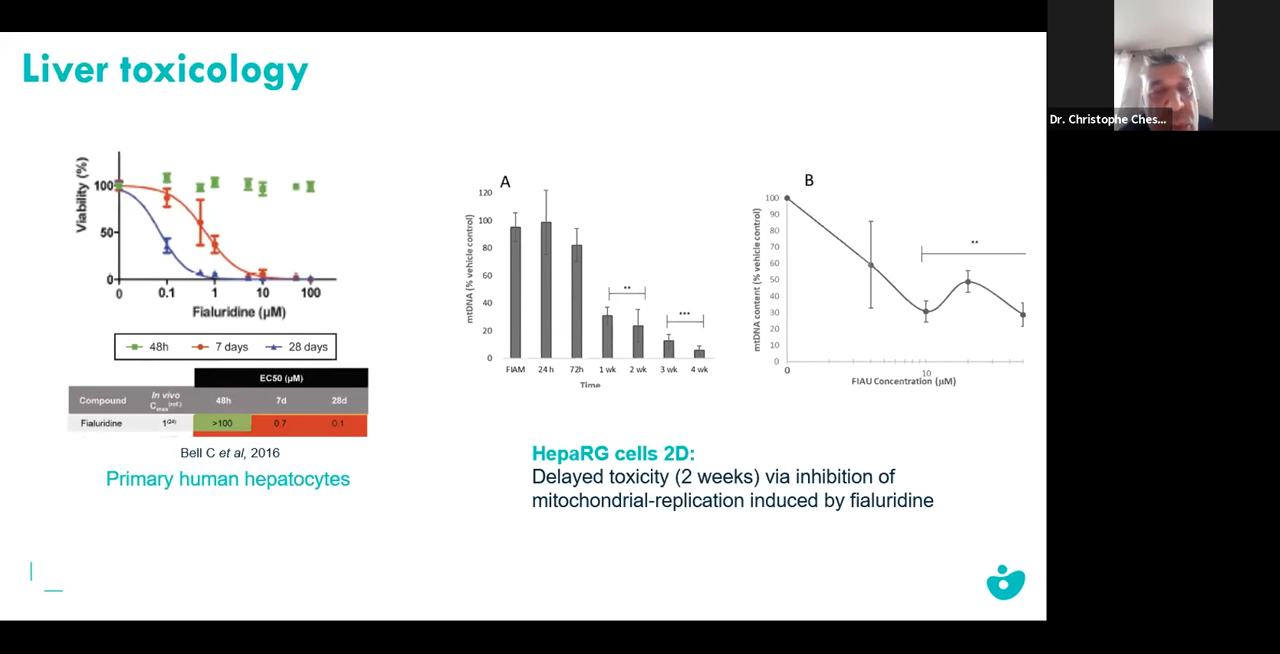 Liver toxicology
Dr. Christophe Ches...
Viability (%)
100
50
0
0 0.1 1 10 100
Fialuridine (µM)
48h 7 days 28 days
EC50 (µM)
Compound In vivo Cmax(ref.) 48h 7d 28d
Fialuridine 1(24) >100 0.7 0.1
Bell C et al, 2016
Primary human hepatocytes
A
mtDNA (% vehicle control)
120
100
80
60
40
20
0
**
***
FIAM 24 h 72h 1 wk 2 wk 3 wk 4 wk
Time
B
mtDNA content (% vehicle control)
100
90
80
70
60
50
40
30
20
10
0
**
0 10
FIAU Concentration (µM)
HepaRG cells 2D:
Delayed toxicity (2 weeks) via inhibition of
mitochondrial-replication induced by fialuridine